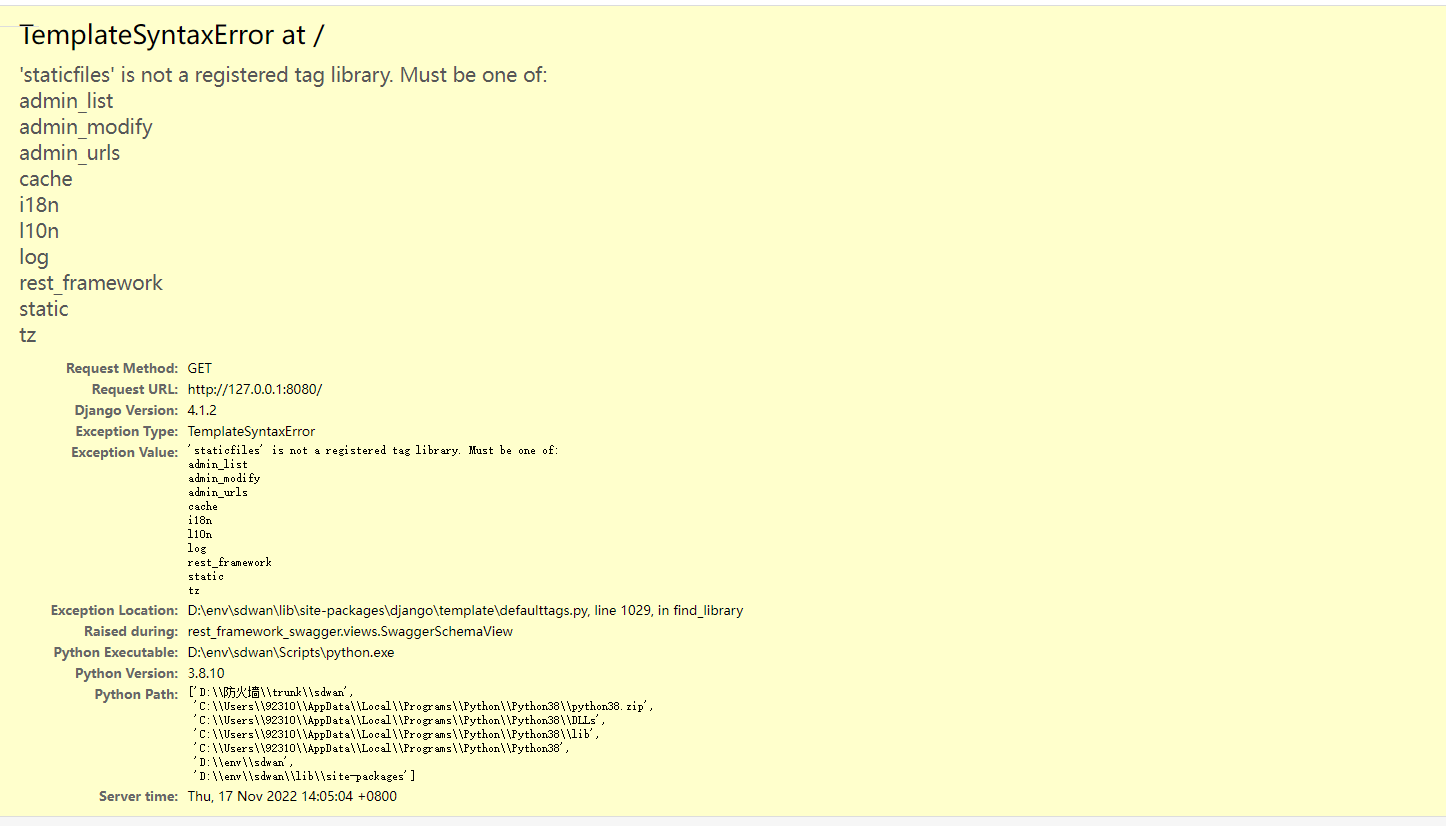 TemplateSyntaxError at /
'staticfiles' is not a registered tag library. Must be one of:
admin_list
admin_modify
admin_urls
cache
i18n
l10n
log
rest_framework
static
tz
Request Method: GET
Request URL: http://127.0.0.1:8080/
Django Version: 4.1.2
Exception Type: TemplateSyntaxError
Exception Value: 'staticfiles' is not a registered tag library. Must be one of:
admin_list
admin_modify
admin_urls
cache
i18n
l10n
log
rest_framework
static
tz
Exception Location: D:\env\sdwan\lib\site-packages\django\template\defaulttags.py, line 1029, in find_library
Raised during: rest_framework_swagger.views.SwaggerSchemaView
Python Executable: D:\env\sdwan\Scripts\python.exe
Python Version: 3.8.10
Python Path: ['D:\\防火墙\\trunk\\sdwan',
'C:\\Users\\92310\\AppData\\Local\\Programs\\Python\\Python38\\python38.zip',
'C:\\Users\\92310\\AppData\\Local\\Programs\\Python\\Python38\\DLLs',
'C:\\Users\\92310\\AppData\\Local\\Programs\\Python\\Python38\\lib',
'C:\\Users\\92310\\AppData\\Local\\Programs\\Python\\Python38',
'D:\\env\\sdwan',
'D:\\env\\sdwan\\lib\\site-packages']
Server time: Thu, 17 Nov 2022 14:05:04 +0800